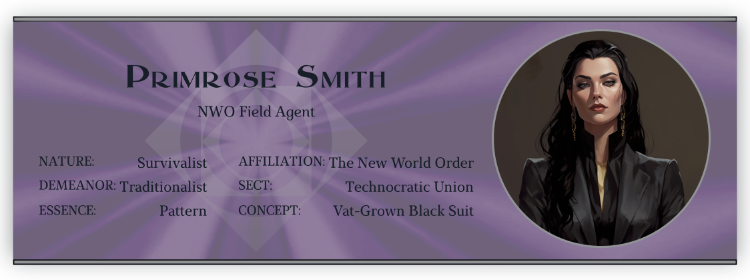 Primrose Smith
NWO Field Agent
NATURE: Survivalist AFFILIATION: The New World Order
DEMEANOR: Traditionalist SECT: Technocratic Union
ESSENCE: Pattern CONCEPT: Vat-Grown Black Suit